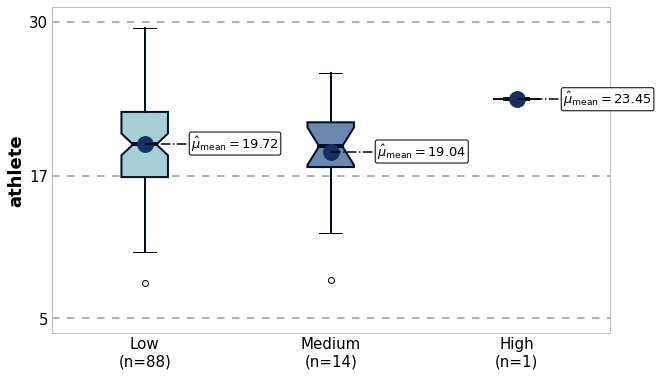 30
17
5
athlete
μ̂mean = 19.72
μ̂mean = 19.04
μ̂mean = 23.45
Low
(n=88)
Medium
(n=14)
High
(n=1)